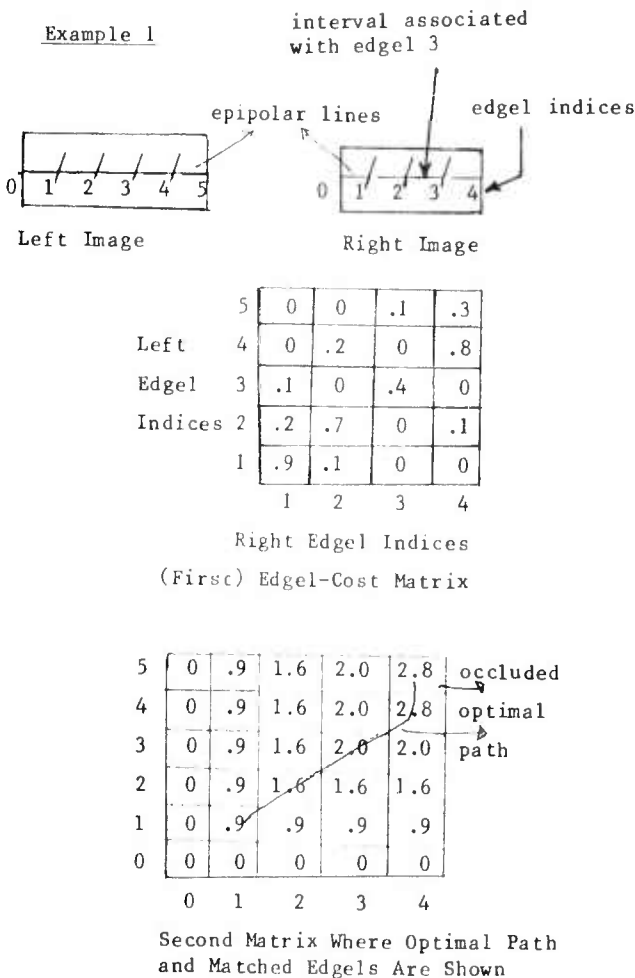 Example 1
interval associated
with edgel 3
epipolar lines
edgel indices
0 1 2 3 4 5
0 1 2 3 4
Left Image
Right Image
5 0 0 .1 .3
Left 4 0 .2 0 .8
Edgel 3 .1 0 .4 0
Indices 2 .2 .7 0 .1
1 .9 .1 0 0
1 2 3 4
Right Edgel Indices
(First) Edgel-Cost Matrix
5 0 .9 1.6 2.0 2.8 occluded
4 0 .9 1.6 2.0 2.8 optimal
3 0 .9 1.6 2.0 2.0 path
2 0 .9 1.6 1.6 1.6
1 0 .9 .9 .9 .9
0 0 0 0 0 0
0 1 2 3 4
Second Matrix Where Optimal Path
and Matched Edgels Are Shown